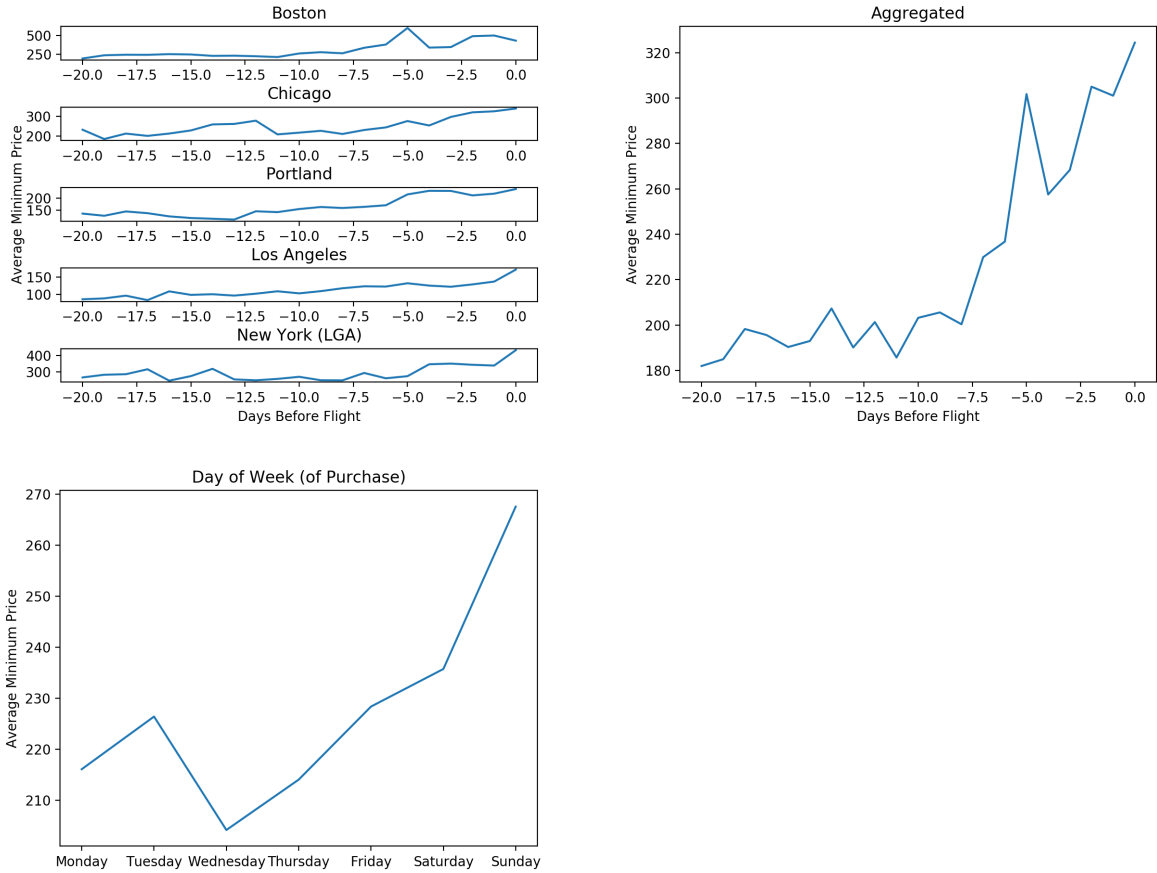 Boston
500
250
−20.0 −17.5 −15.0 −12.5 −10.0 −7.5 −5.0 −2.5 0.0
Chicago
300
200
−20.0 −17.5 −15.0 −12.5 −10.0 −7.5 −5.0 −2.5 0.0
Portland
200
150
−20.0 −17.5 −15.0 −12.5 −10.0 −7.5 −5.0 −2.5 0.0
Los Angeles
150
100
−20.0 −17.5 −15.0 −12.5 −10.0 −7.5 −5.0 −2.5 0.0
New York (LGA)
400
300
−20.0 −17.5 −15.0 −12.5 −10.0 −7.5 −5.0 −2.5 0.0
Days Before Flight
Average Minimum Price
Aggregated
320
300
280
260
240
220
200
180
−20.0 −17.5 −15.0 −12.5 −10.0 −7.5 −5.0 −2.5 0.0
Days Before Flight
Average Minimum Price
Day of Week (of Purchase)
270
260
250
240
230
220
210
Monday Tuesday Wednesday Thursday Friday Saturday Sunday
Average Minimum Price